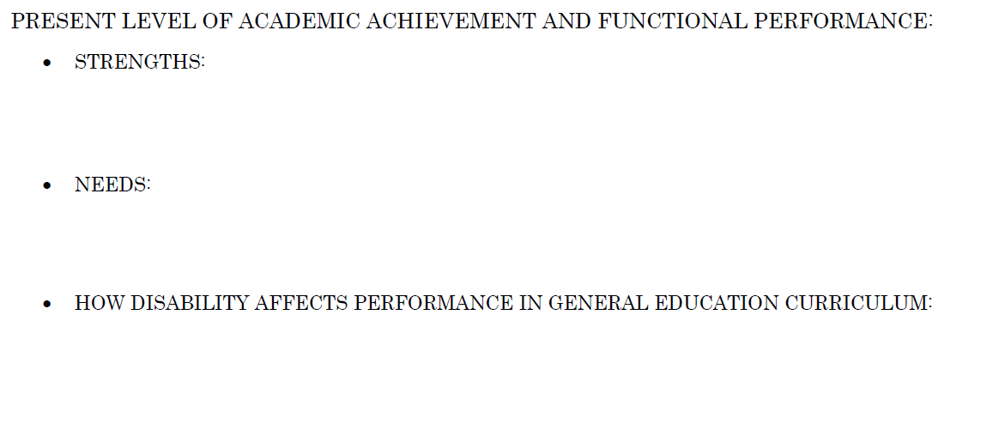 PRESENT LEVEL OF ACADEMIC ACHIEVEMENT AND FUNCTIONAL PERFORMANCE:
• STRENGTHS:
• NEEDS:
• HOW DISABILITY AFFECTS PERFORMANCE IN GENERAL EDUCATION CURRICULUM: